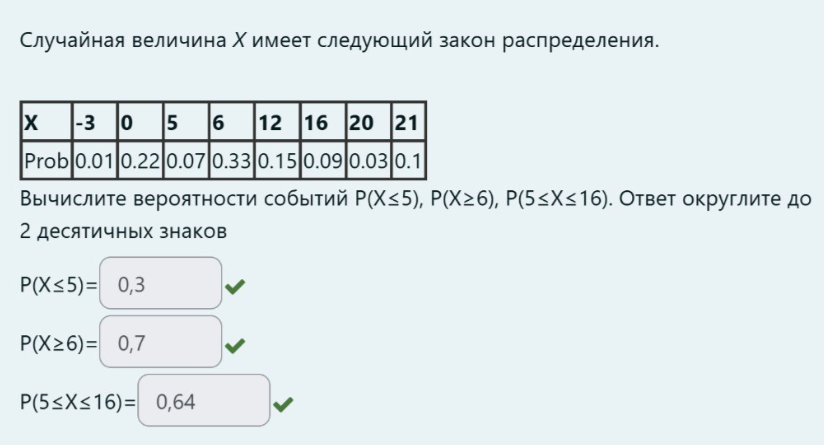 Случайная величина X имеет следующий закон распределения.
X -3 0 5 6 12 16 20 21
Prob 0.01 0.22 0.07 0.33 0.15 0.09 0.03 0.1
Вычислите вероятности событий P(X≤5), P(X≥6), P(5≤X≤16). Ответ округлите до
2 десятичных знаков
P(X≤5)= 0,3
P(X≥6)= 0,7
P(5≤X≤16)= 0,64